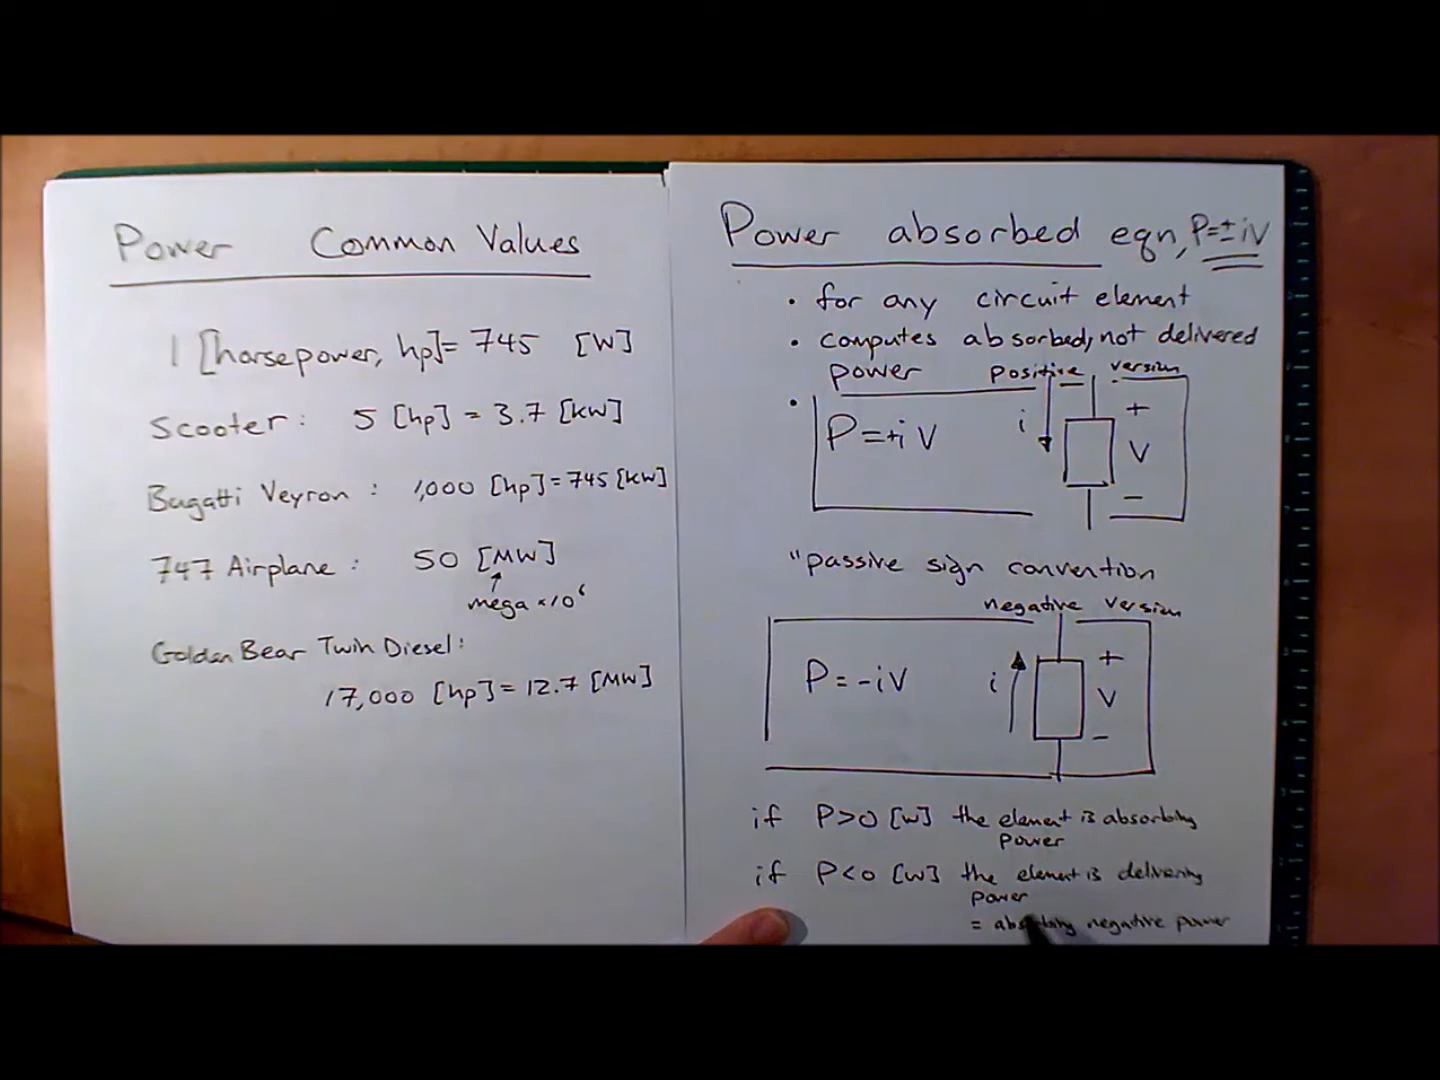 Power Common Values
1 [horsepower, hp]= 745 [W]
Scooter: 5 [hp] = 3.7 [kW]
Bugatti Veyron : 1,000 [hp]=745 [kW]
747 Airplane : 50 [MW]
mega ×10⁶
Golden Bear Twin Diesel:
17,000 [hp]= 12.7 [MW]
Power absorbed eqn, P=±iV
• for any circuit element
• computes absorbed, not delivered
power
positive version
•
P=+iV
i
+
V
−
"passive sign convention
negative version
P=-iV
i
+
V
−
if P>0 [W] the element is absorbing
power
if P<0 [W] the element is delivering
power
= absorbing negative power